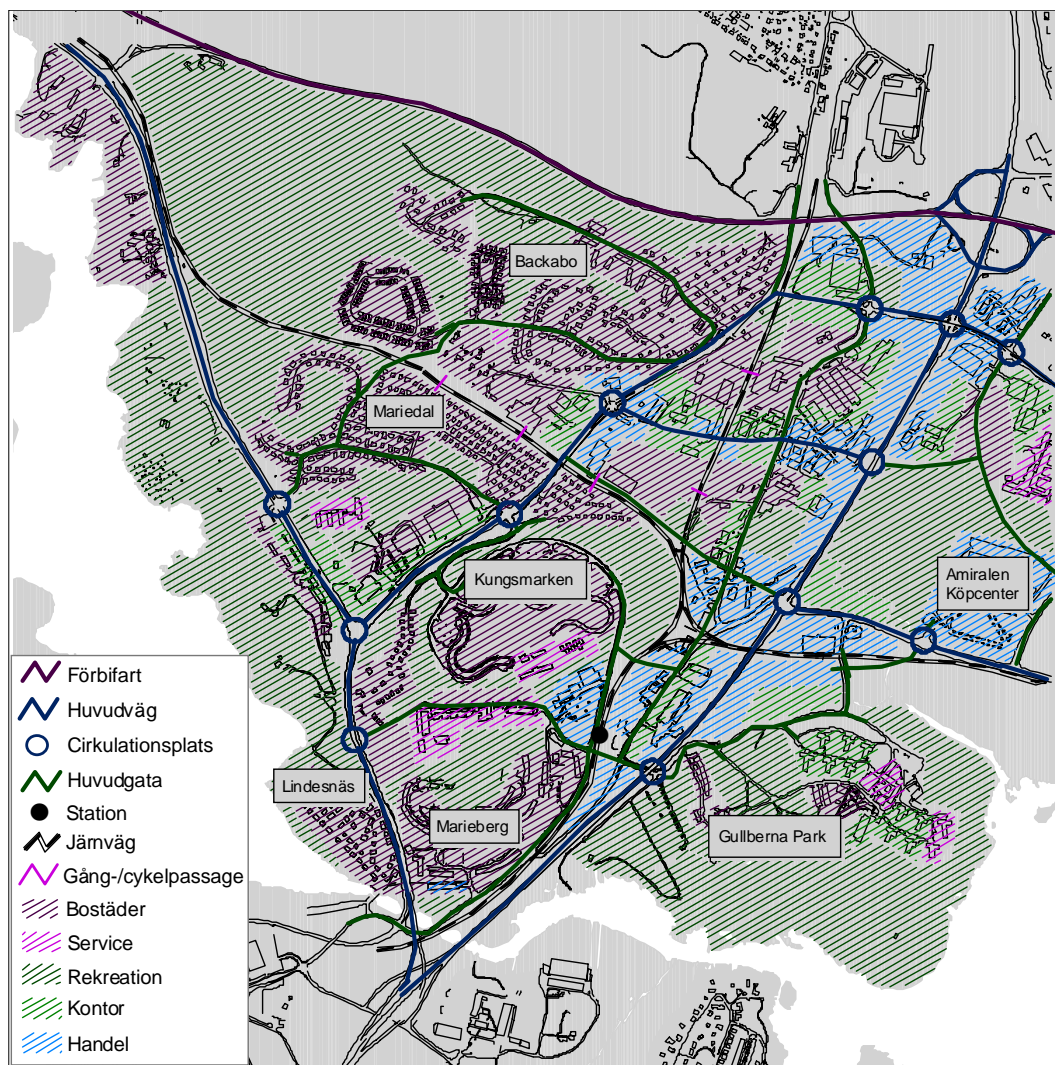 Backabo
Mariedal
Kungsmarken
Amiralen
Köpcenter
Lindesnäs
Marieberg
Gullberna Park
Förbifart
Huvudväg
Cirkulationsplats
Huvudgata
Station
Järnväg
Gång-/cykelpassage
Bostäder
Service
Rekreation
Kontor
Handel